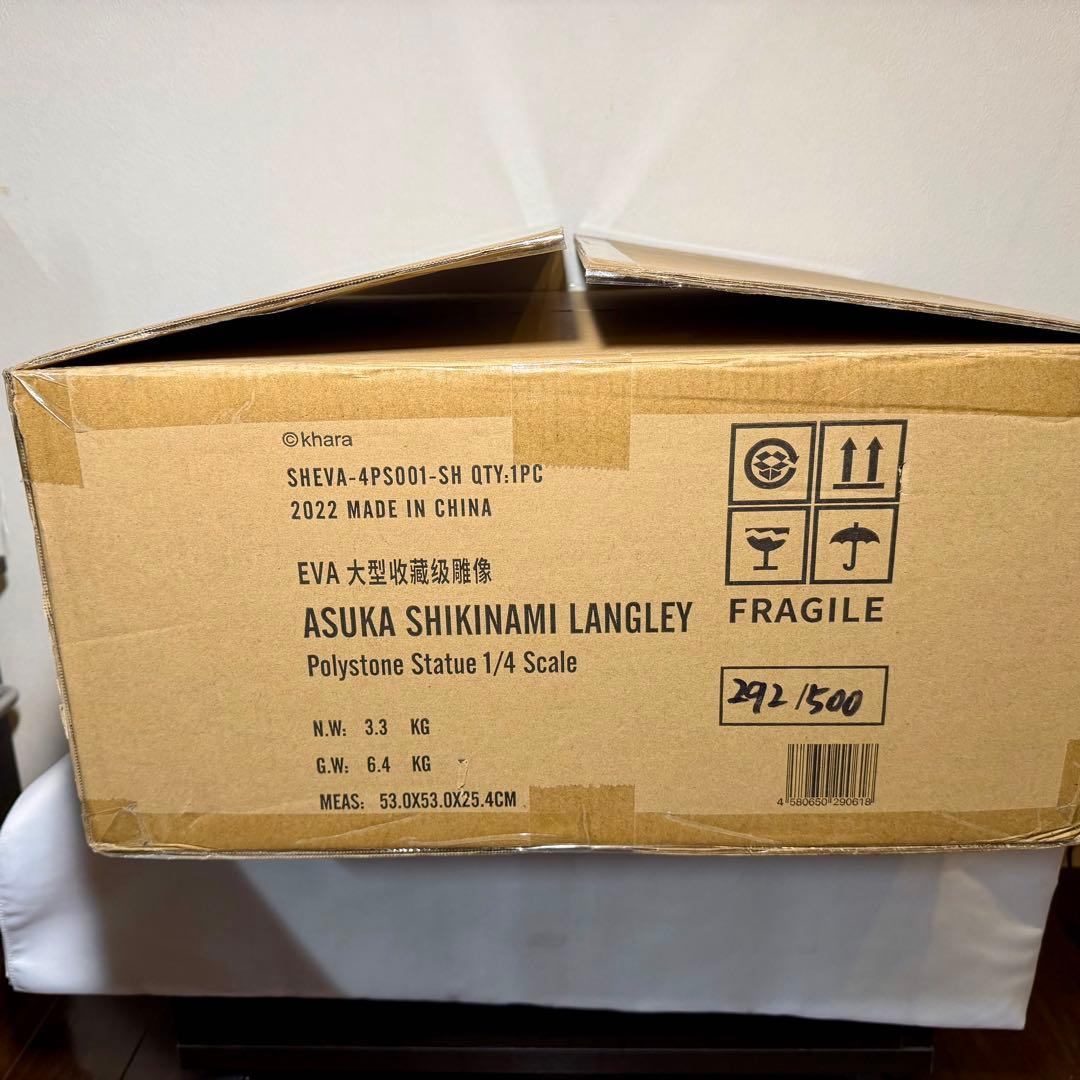 ©khara
SHEVA-4PS001-SH QTY:1PC
2022 MADE IN CHINA
EVA 大型收藏级雕像
ASUKA SHIKINAMI LANGLEY
Polystone Statue 1/4 Scale
N.W: 3.3 KG
G.W: 6.4 KG
MEAS: 53.0X53.0X25.4CM
FRAGILE
292/500
4 580650 290618